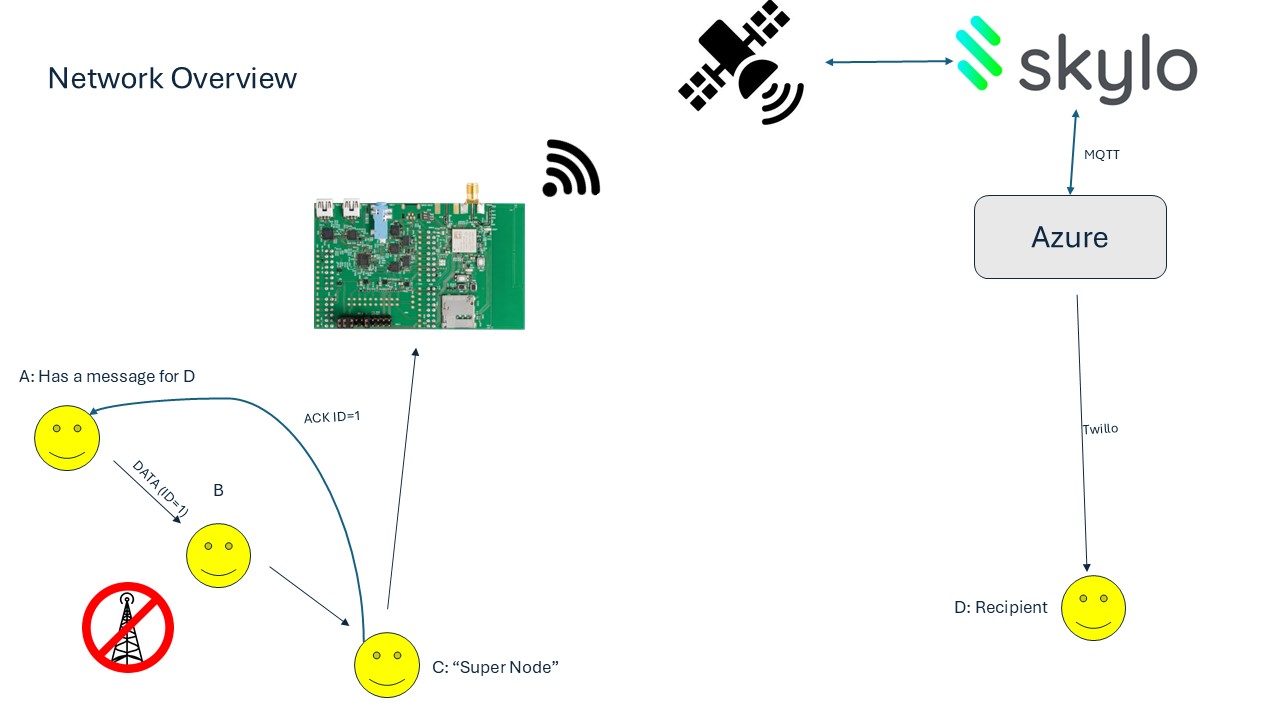 Network Overview
skylo
MQTT
Azure
A: Has a message for D
ACK ID=1
DATA (ID=1)
B
Twillo
D: Recipient
C: “Super Node”